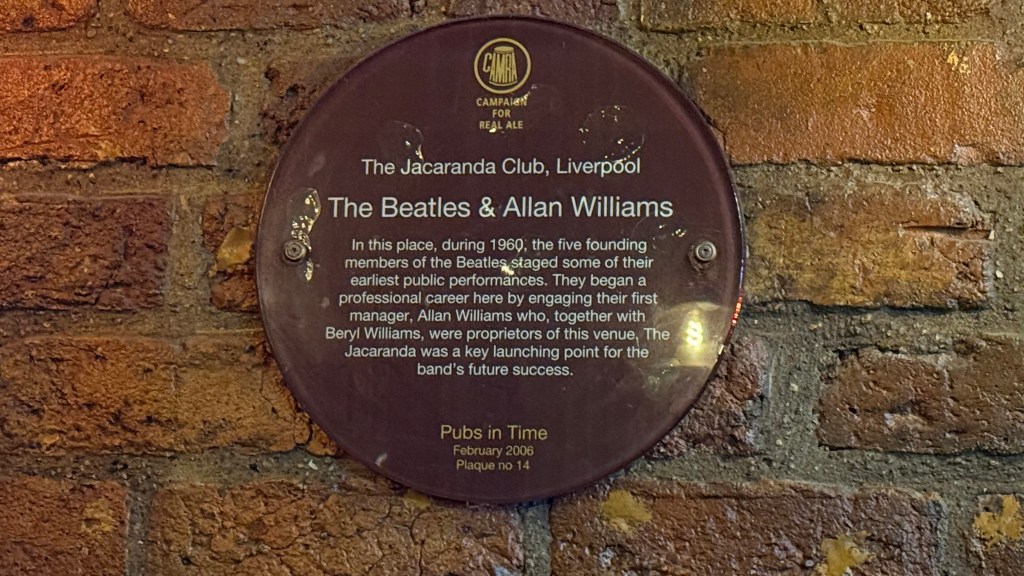 CAMRA
CAMPAIGN
FOR
REAL ALE
The Jacaranda Club, Liverpool
The Beatles & Allan Williams
In this place, during 1960, the five founding
members of the Beatles staged some of their
earliest public performances. They began a
professional career here by engaging their first
manager, Allan Williams who, together with
Beryl Williams, were proprietors of this venue. The
Jacaranda was a key launching point for the
band's future success.
Pubs in Time
February 2006
Plaque no 14